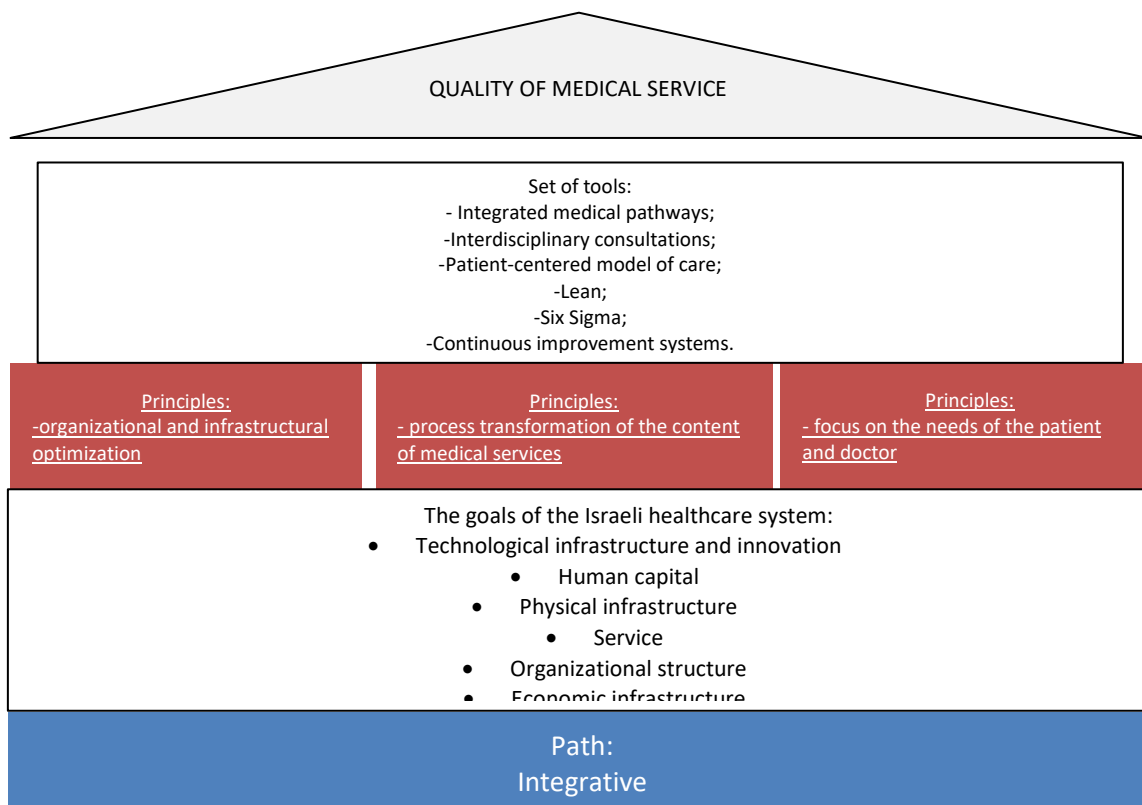 QUALITY OF MEDICAL SERVICE
Set of tools:
- Integrated medical pathways;
-Interdisciplinary consultations;
-Patient-centered model of care;
-Lean;
-Six Sigma;
-Continuous improvement systems.
Principles:
-organizational and infrastructural
optimization
Principles:
- process transformation of the content
of medical services
Principles:
- focus on the needs of the patient
and doctor
The goals of the Israeli healthcare system:
• Technological infrastructure and innovation
• Human capital
• Physical infrastructure
• Service
• Organizational structure
• Economic infrastructure
Path:
Integrative